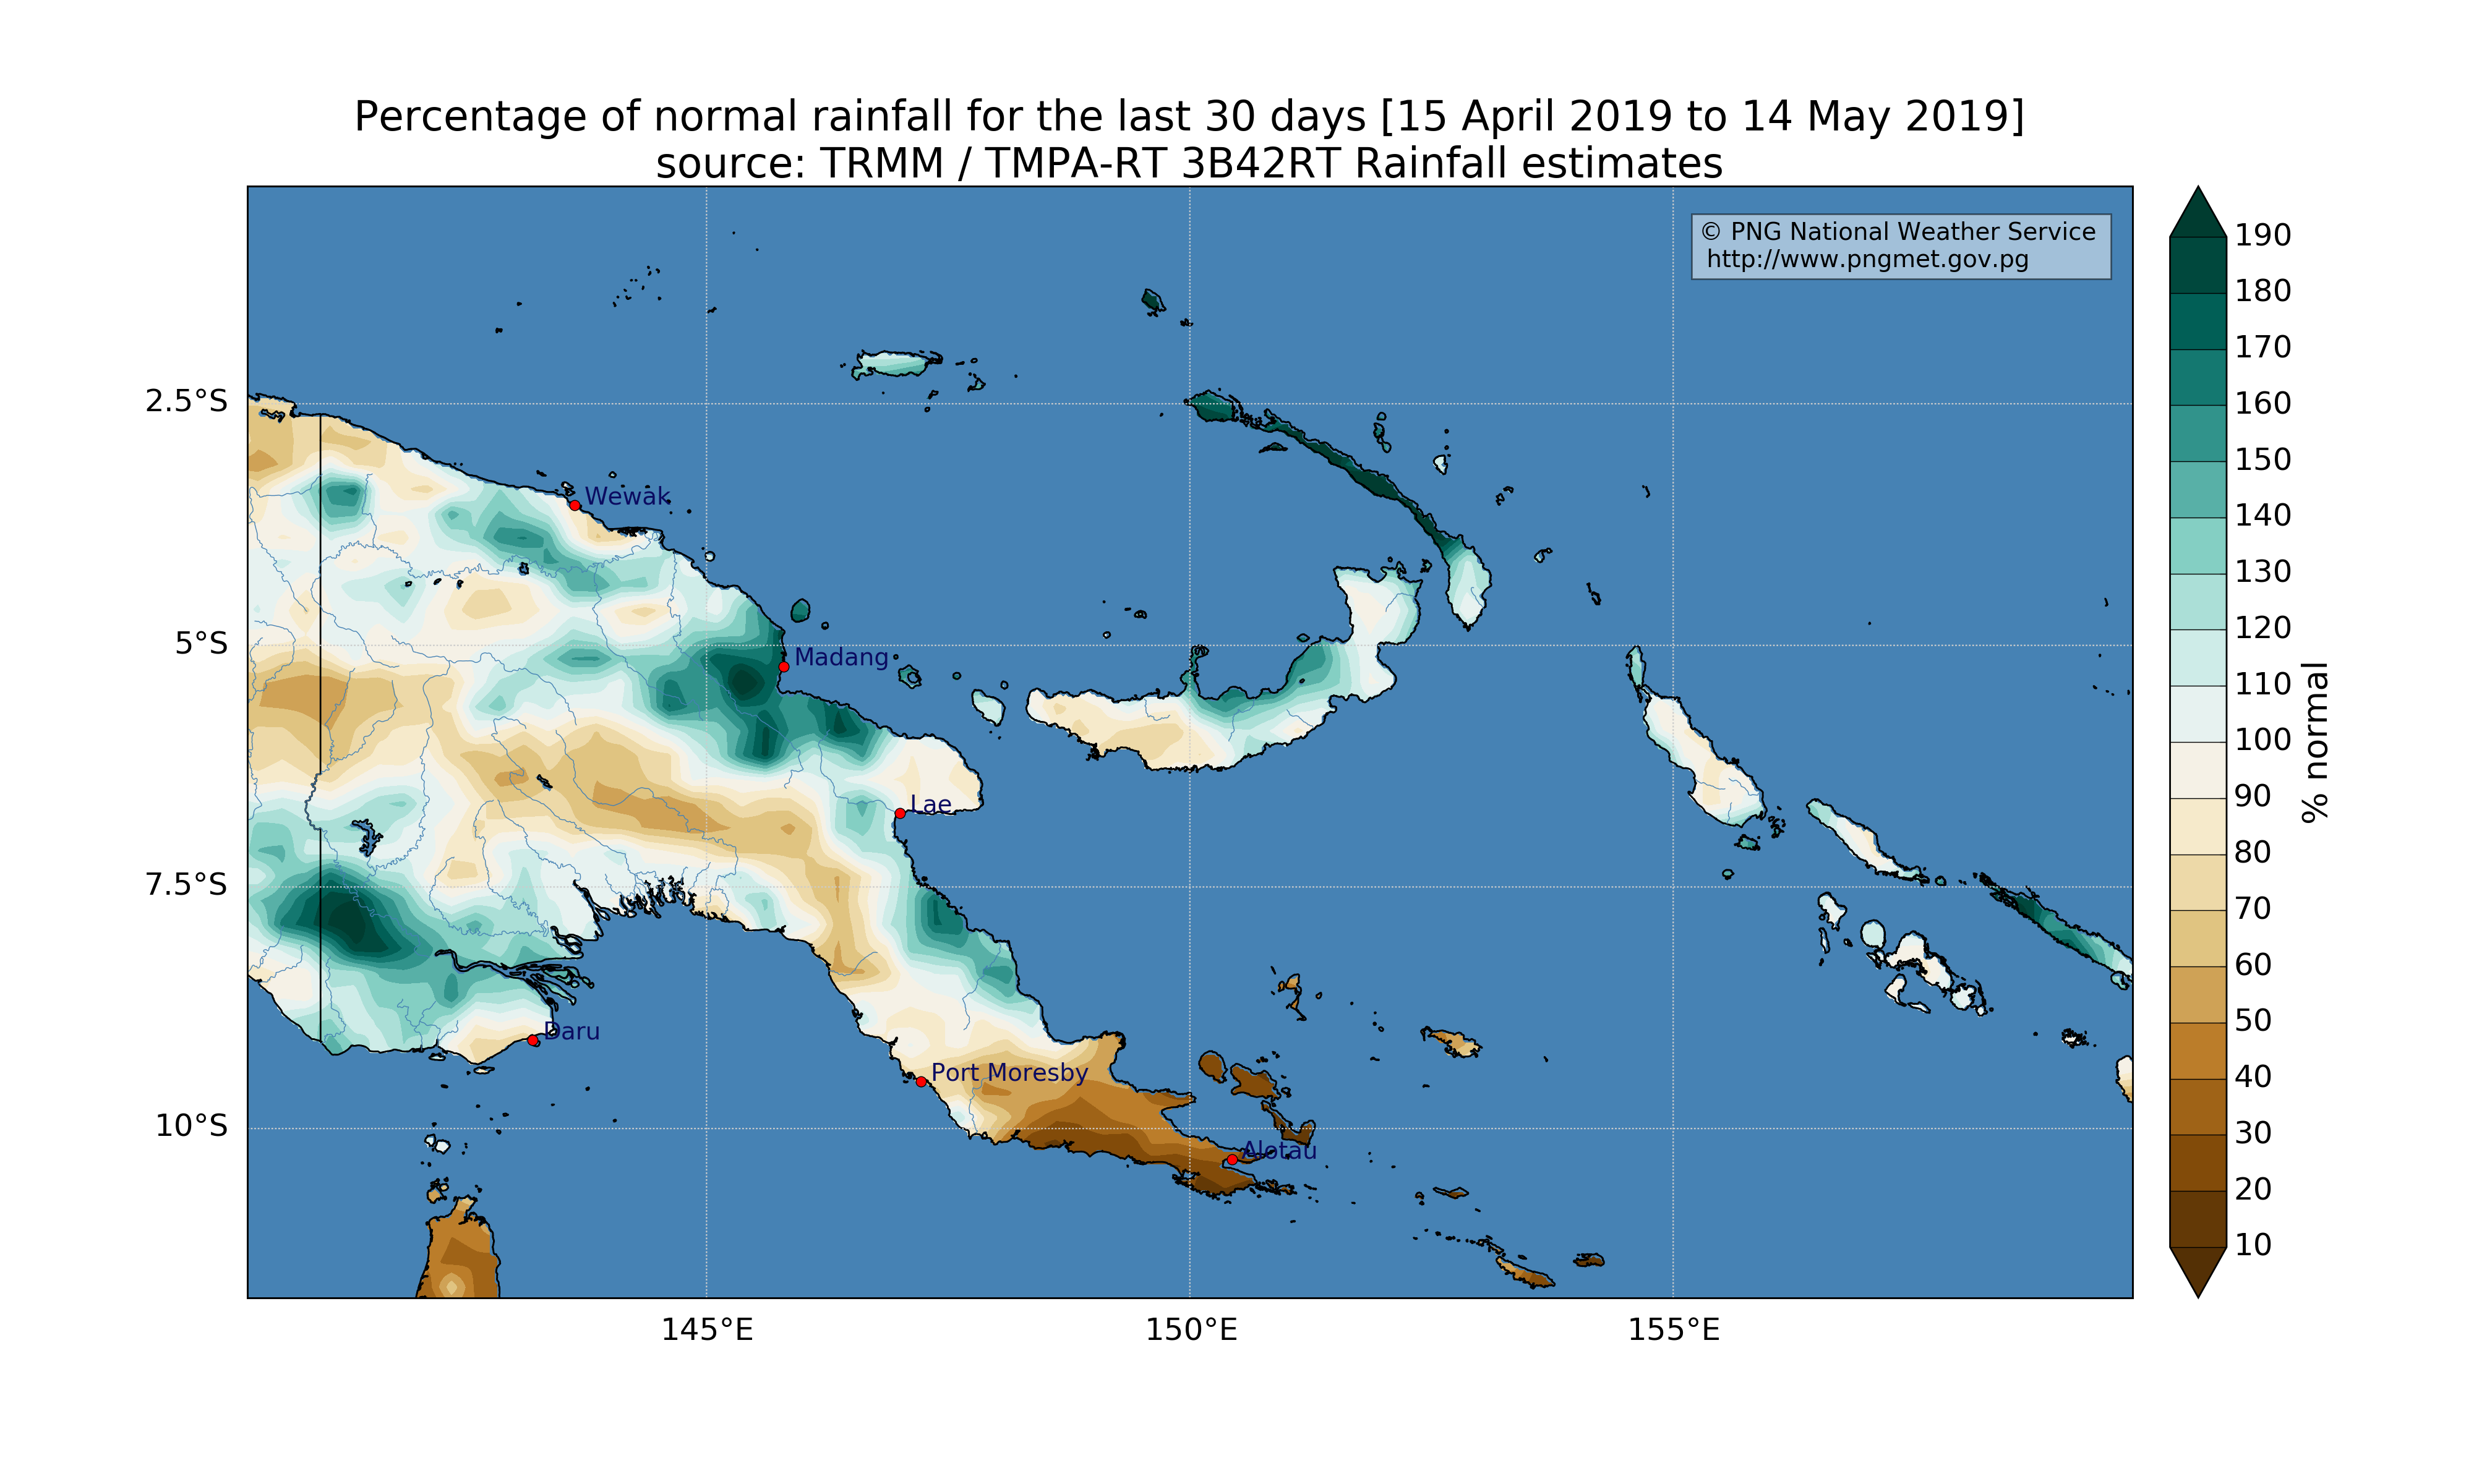 Percentage of normal rainfall for the last 30 days [15 April 2019 to 14 May 2019]
source: TRMM / TMPA-RT 3B42RT Rainfall estimates
© PNG National Weather Service
http://www.pngmet.gov.pg
2.5°S
5°S
7.5°S
10°S
Wewak
Madang
Lae
Daru
Port Moresby
Alotau
145°E
150°E
155°E
190
180
170
160
150
140
130
120
110
100
90
80
70
60
50
40
30
20
10
% normal